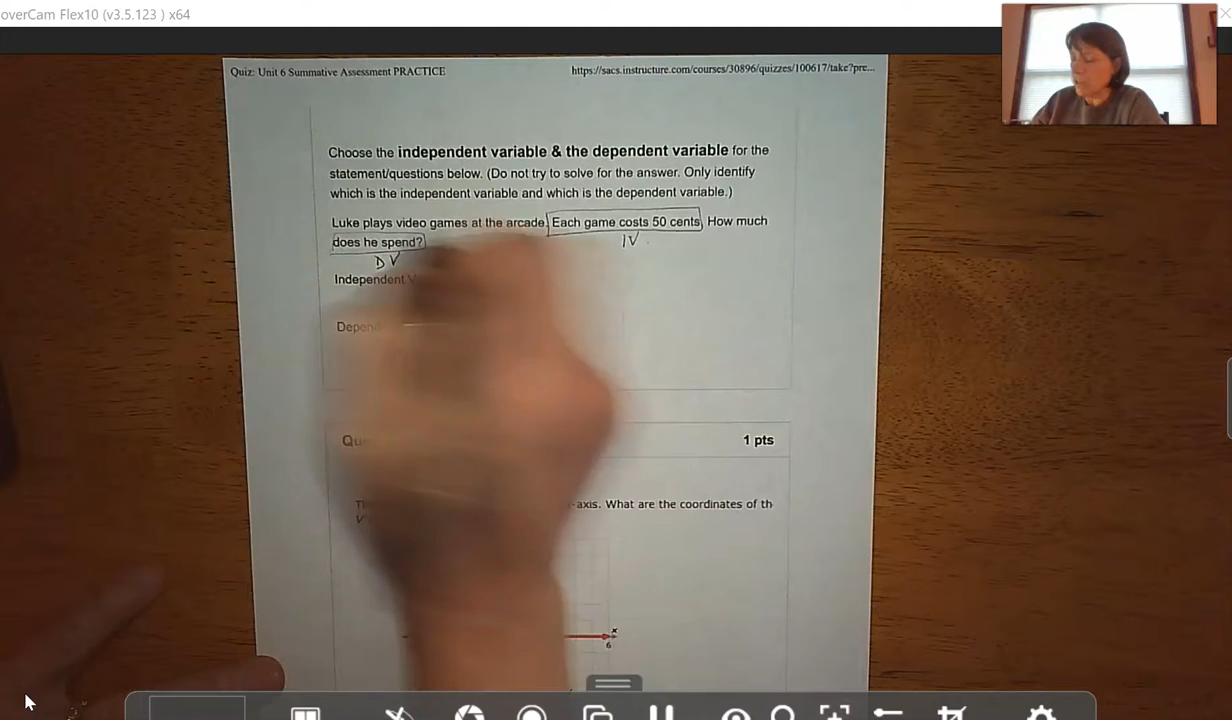 overCam Flex10 (v3.5.123 ) x64
Quiz: Unit 6 Summative Assessment PRACTICE
https://sacs.instructure.com/courses/30896/quizzes/100617/take?pre...
Choose the independent variable & the dependent variable for the
statement/questions below. (Do not try to solve for the answer. Only identify
which is the independent variable and which is the dependent variable.)
Luke plays video games at the arcade. Each game costs 50 cents. How much
does he spend?
IV
DV
Independent
1 pts
-axis. What are the coordinates of th
x
6